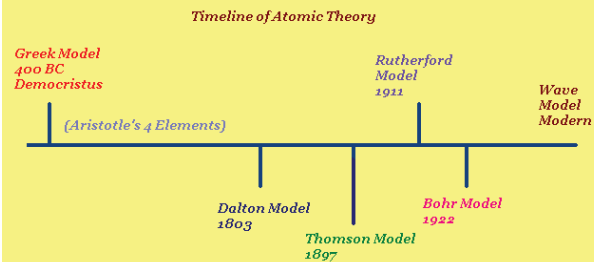 Timeline of Atomic Theory
Greek Model
400 BC
Democristus
(Aristotle's 4 Elements)
Dalton Model
1803
Thomson Model
1897
Rutherford
Model
1911
Bohr Model
1922
Wave
Model
Modern